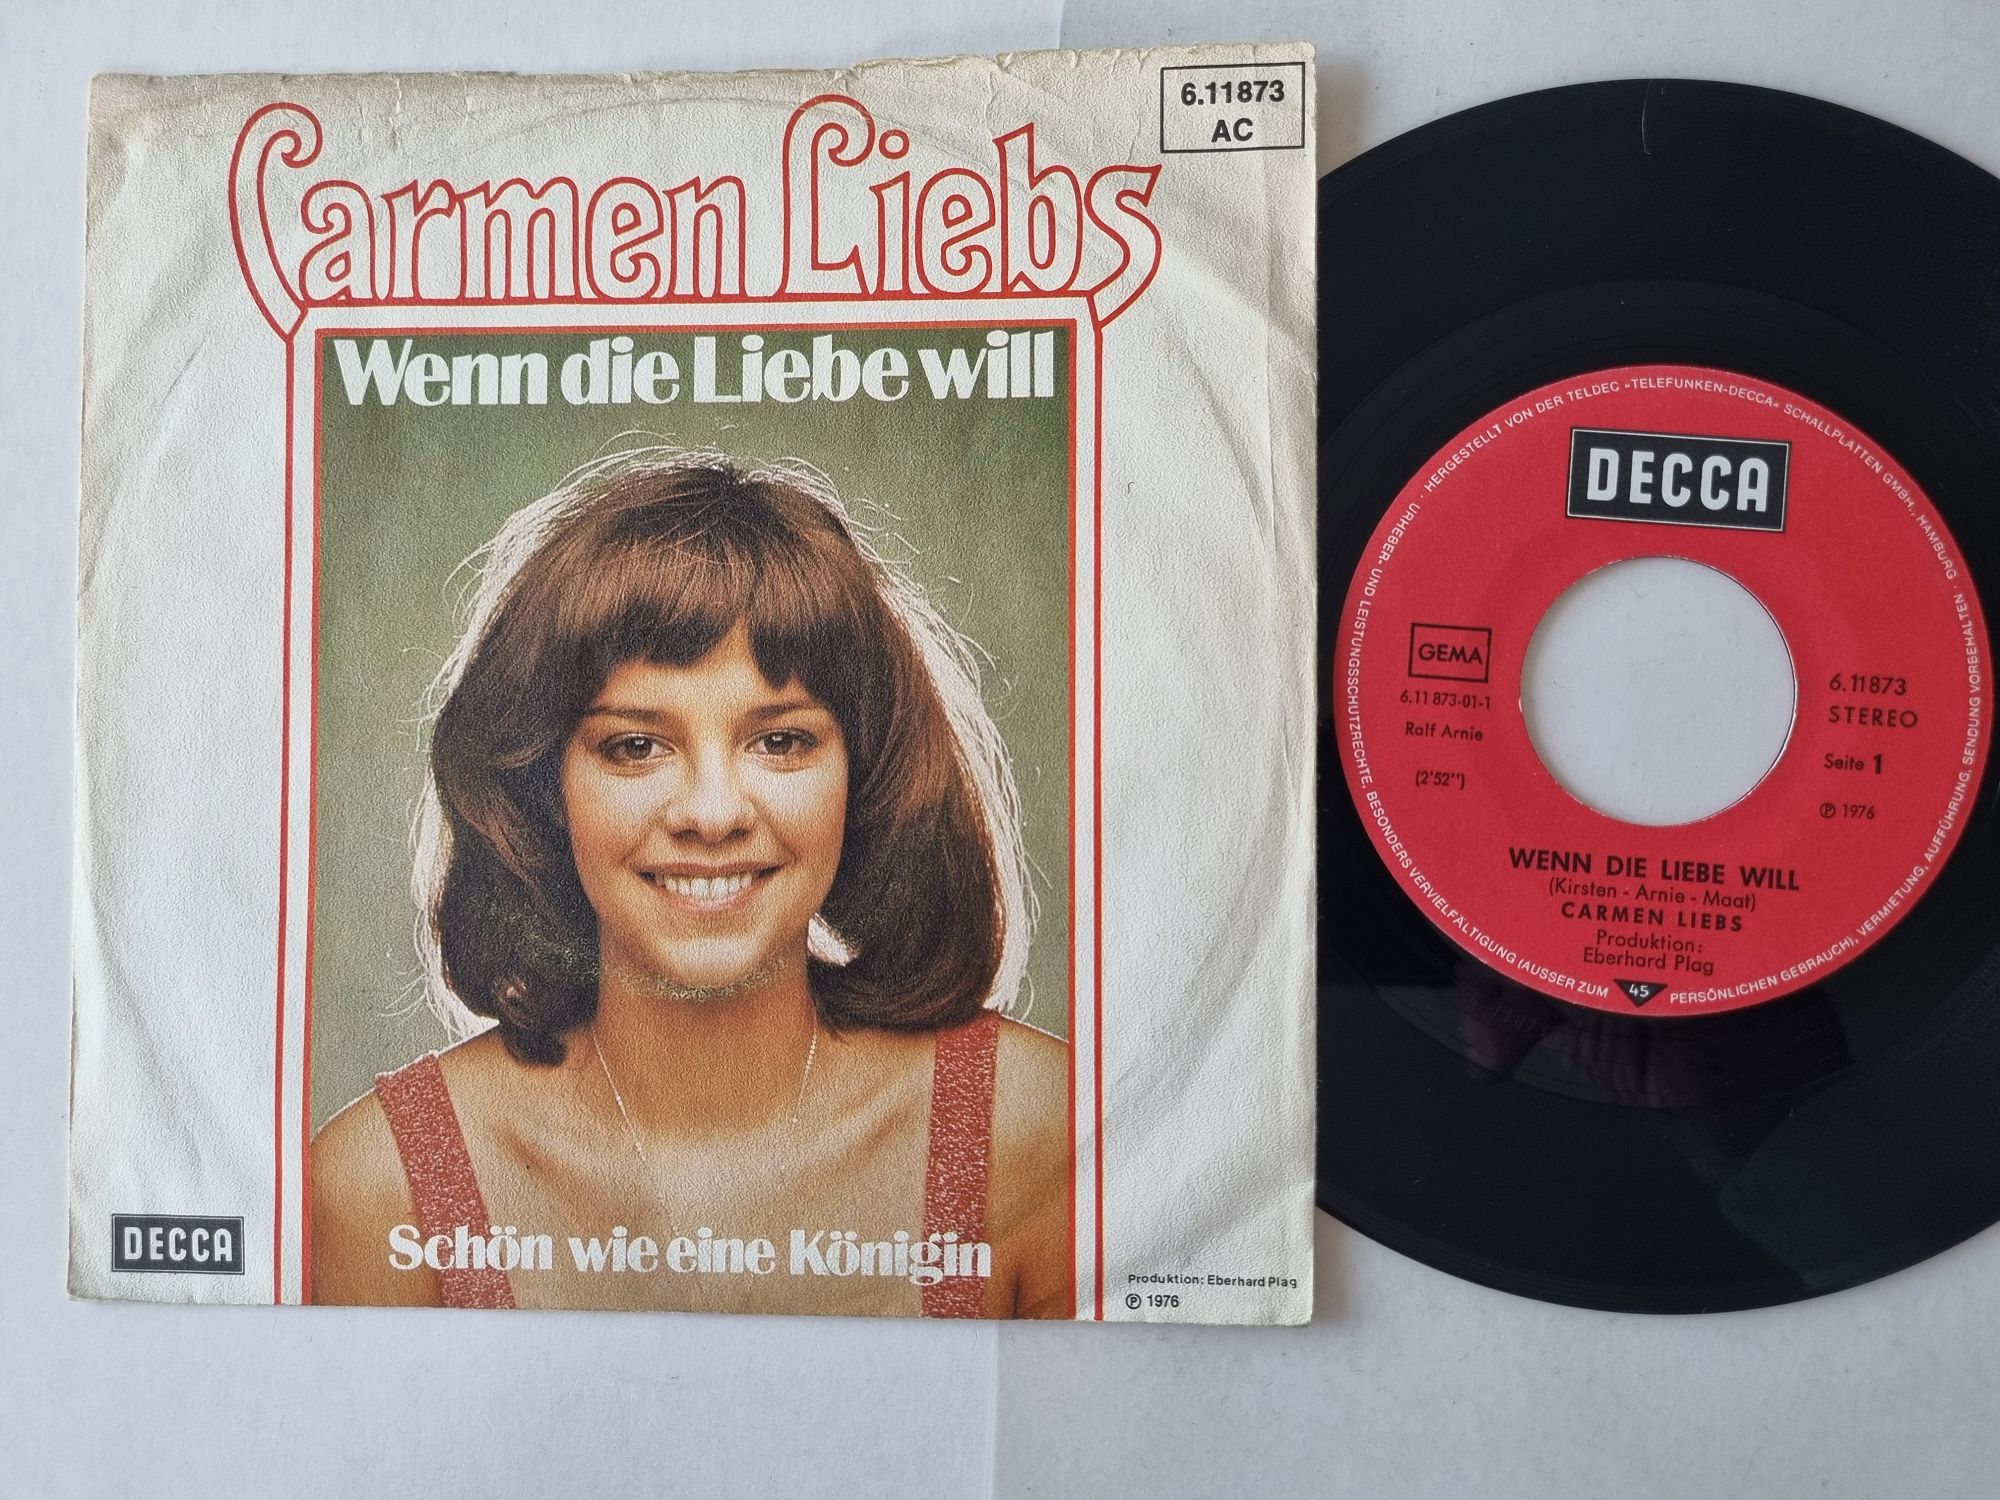 6.11873
AC
Carmen Liebs
Wenn die Liebe will
Schön wie eine Königin
DECCA
Produktion: Eberhard Plag
℗ 1976
URHEBER- UND LEISTUNGSSCHUTZRECHTE, BESONDERS VERVIELFÄLTIGUNG (AUSSER ZUM PERSÖNLICHEN GEBRAUCH), VERMIETUNG, AUFFÜHRUNG, SENDUNG VORBEHALTEN · HERGESTELLT VON DER TELDEC »TELEFUNKEN-DECCA« SCHALLPLATTEN GMBH., HAMBURG ·
DECCA
GEMA
6.11 873-01-1
Ralf Arnie
(2'52'')
6.11873
STEREO
Seite 1
℗ 1976
WENN DIE LIEBE WILL
(Kirsten - Arnie - Maat)
CARMEN LIEBS
Produktion:
Eberhard Plag
45